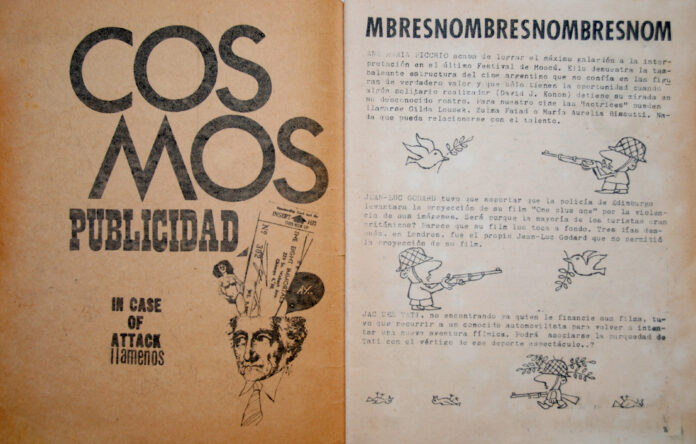 COS
MOS
PUBLICIDAD
IN CASE
OF
ATTACK
llamenos
MBRESNOMBRESNOMBRESNOM
ANA MARIA PICCHIO acaba de lograr el máximo galarón a la inter-
pretación en el último Festival de Moscú. Ello demuestra la tam-
baleante estructura del cine argentino que no confía en las figu
ras de verdadero valor y que sólo tienen la oportunidad cuando
algún solitario realizador (David J. Kohon) detiene su mirada en
un desconocido rostro. Para nuestro cine las "actrices" pueden
llamarse Gilda Lousek, Zulma Faiad o María Aurelia Bisutti. Na-
da que pueda relacionarse con el talento.
JEAN-LUC GODARD tuvo que soportar que la policía de Edimburgo
levantara la proyección de su film "One plus one" por la violen
cia de sus imágenes. Será porque la mayoría de los turistas eran
británicos? Parece que su film los toca a fondo. Tres días des-
pués, en Londres, fue el propio Jean-Luc Godard que no permitió
la proyección de su film.
JACQUES TATI, no encontrando ya quien le financie sus films, tu-
vo que recurrir a un conocido automovilista para volver a inten-
tar una nueva aventura fílmica. Podrá asociarse la parquedad de
Tati con el vértigo de ese deporte espectáculo..?